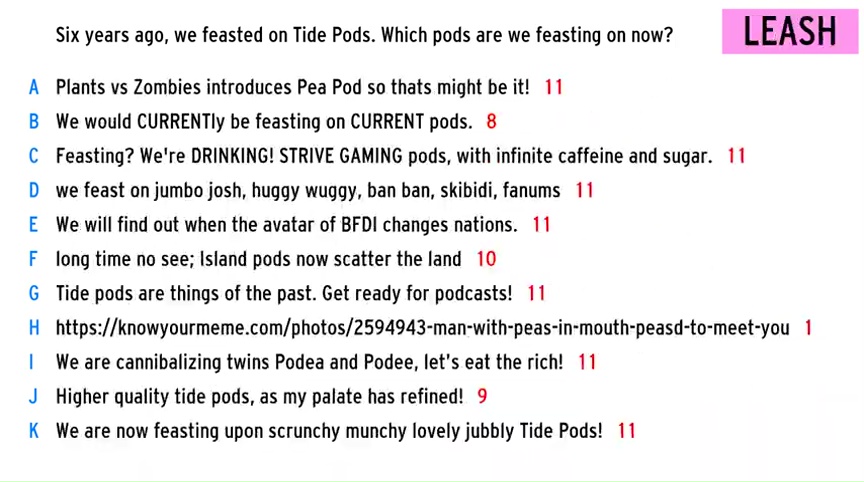 Six years ago, we feasted on Tide Pods. Which pods are we feasting on now?
LEASH
A Plants vs Zombies introduces Pea Pod so thats might be it! 11
B We would CURRENTly be feasting on CURRENT pods. 8
C Feasting? We're DRINKING! STRIVE GAMING pods, with infinite caffeine and sugar. 11
D we feast on jumbo josh, huggy wuggy, ban ban, skibidi, fanums 11
E We will find out when the avatar of BFDI changes nations. 11
F long time no see; Island pods now scatter the land 10
G Tide pods are things of the past. Get ready for podcasts! 11
H https://knowyourmeme.com/photos/2594943-man-with-peas-in-mouth-peasd-to-meet-you 1
I We are cannibalizing twins Podea and Podee, let's eat the rich! 11
J Higher quality tide pods, as my palate has refined! 9
K We are now feasting upon scrunchy munchy lovely jubbly Tide Pods! 11